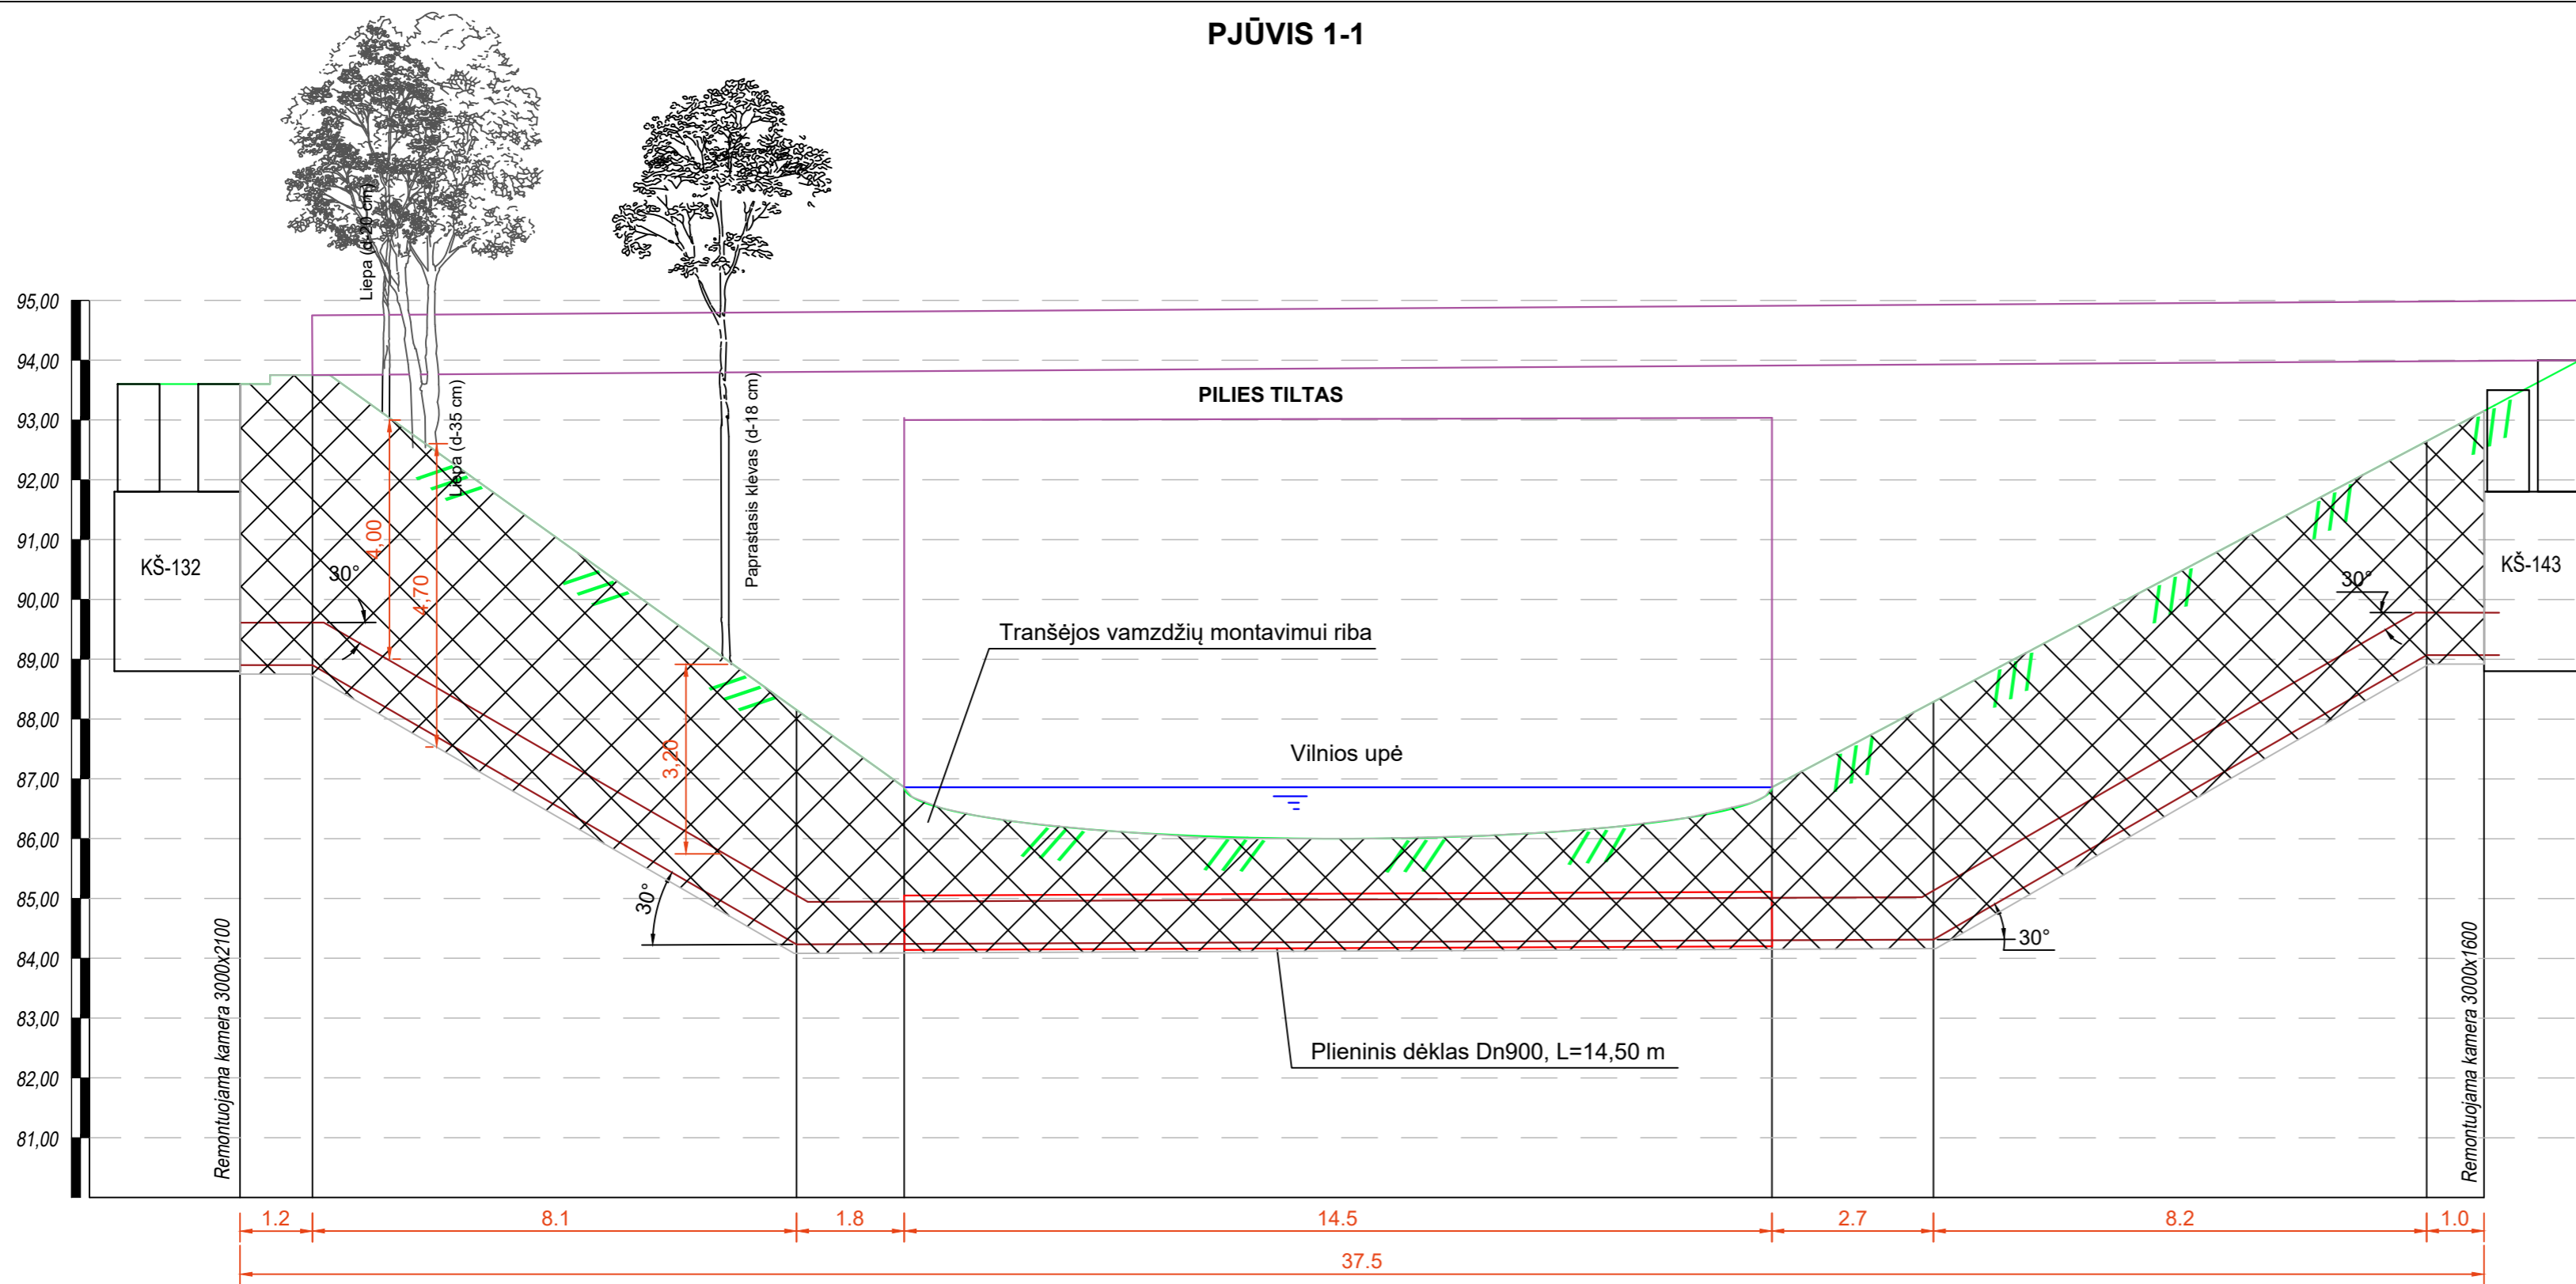 PJŪVIS 1-1
Liepa (d-20 cm)
Liepa (d-35 cm)
Paprastasis klevas (d-18 cm)
95,00
94,00
93,00
92,00
91,00
90,00
89,00
88,00
87,00
86,00
85,00
84,00
83,00
82,00
81,00
PILIES TILTAS
KŠ-132
KŠ-143
4,00
4,70
3,20
30°
30°
30°
30°
Tranšėjos vamzdžių montavimui riba
Vilnios upė
Plieninis dėklas Dn900, L=14,50 m
Remontuojama kamera 3000x2100
Remontuojama kamera 3000x1600
1.2
8.1
1.8
14.5
2.7
8.2
1.0
37.5